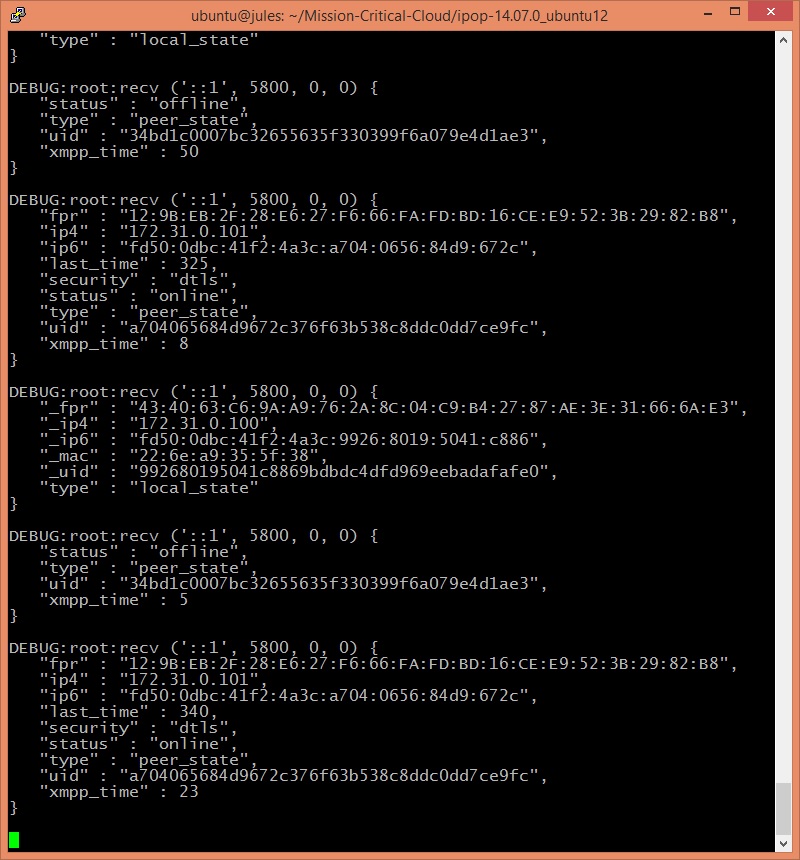 ubuntu@jules: ~/Mission-Critical-Cloud/ipop-14.07.0_ubuntu12
"type" : "local_state"
}
DEBUG:root:recv ('::1', 5800, 0, 0) {
"status" : "offline",
"type" : "peer_state",
"uid" : "34bd1c0007bc32655635f330399f6a079e4d1ae3",
"xmpp_time" : 50
}
DEBUG:root:recv ('::1', 5800, 0, 0) {
"fpr" : "12:9B:EB:2F:28:E6:27:F6:66:FA:FD:BD:16:CE:E9:52:3B:29:82:B8",
"ip4" : "172.31.0.101",
"ip6" : "fd50:0dbc:41f2:4a3c:a704:0656:84d9:672c",
"last_time" : 325,
"security" : "dtls",
"status" : "online",
"type" : "peer_state",
"uid" : "a704065684d9672c376f63b538c8ddc0dd7ce9fc",
"xmpp_time" : 8
}
DEBUG:root:recv ('::1', 5800, 0, 0) {
"_fpr" : "43:40:63:C6:9A:A9:76:2A:8C:04:C9:B4:27:87:AE:3E:31:66:6A:E3",
"_ip4" : "172.31.0.100",
"_ip6" : "fd50:0dbc:41f2:4a3c:9926:8019:5041:c886",
"_mac" : "22:6e:a9:35:5f:38",
"_uid" : "992680195041c8869bdbdc4dfd969eebadafafe0",
"type" : "local_state"
}
DEBUG:root:recv ('::1', 5800, 0, 0) {
"status" : "offline",
"type" : "peer_state",
"uid" : "34bd1c0007bc32655635f330399f6a079e4d1ae3",
"xmpp_time" : 5
}
DEBUG:root:recv ('::1', 5800, 0, 0) {
"fpr" : "12:9B:EB:2F:28:E6:27:F6:66:FA:FD:BD:16:CE:E9:52:3B:29:82:B8",
"ip4" : "172.31.0.101",
"ip6" : "fd50:0dbc:41f2:4a3c:a704:0656:84d9:672c",
"last_time" : 340,
"security" : "dtls",
"status" : "online",
"type" : "peer_state",
"uid" : "a704065684d9672c376f63b538c8ddc0dd7ce9fc",
"xmpp_time" : 23
}